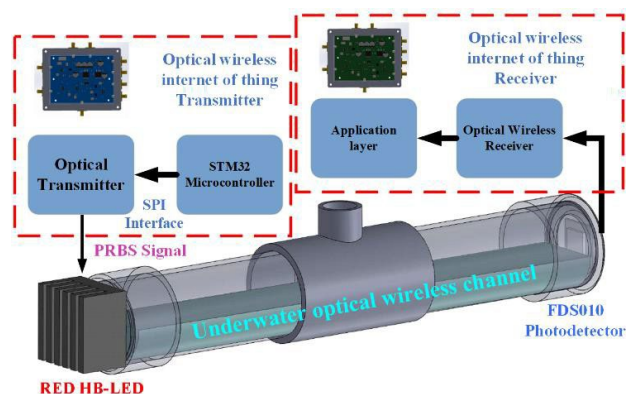 Optical wireless
internet of thing
Transmitter
Optical
Transmitter
STM32
Microcontroller
SPI
Interface
PRBS Signal
Optical wireless
internet of thing
Receiver
Application
layer
Optical Wireless
Receiver
Underwater optical wireless channel
FDS010
Photodetector
RED HB-LED